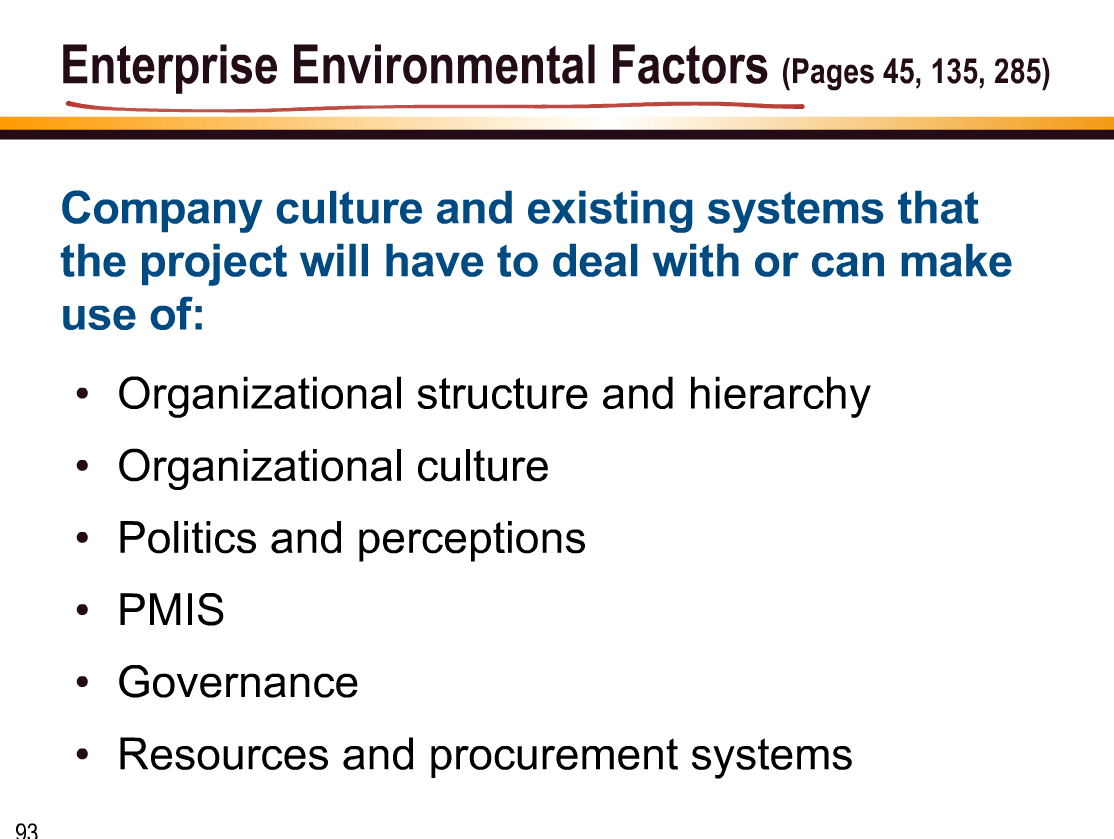 Enterprise Environmental Factors (Pages 45, 135, 285)
Company culture and existing systems that
the project will have to deal with or can make
use of:
• Organizational structure and hierarchy
• Organizational culture
• Politics and perceptions
• PMIS
• Governance
• Resources and procurement systems
93